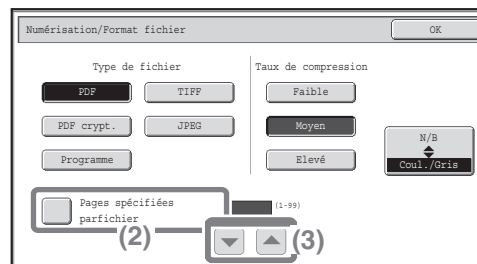 Numérisation/Format fichier
OK
Type de fichier
Taux de compression
PDF
TIFF
Faible
PDF crypt.
JPEG
Moyen
N/B
Coul./Gris
Programme
Elevé
Pages spécifiées
parfichier
(1-99)
(2)
(3)